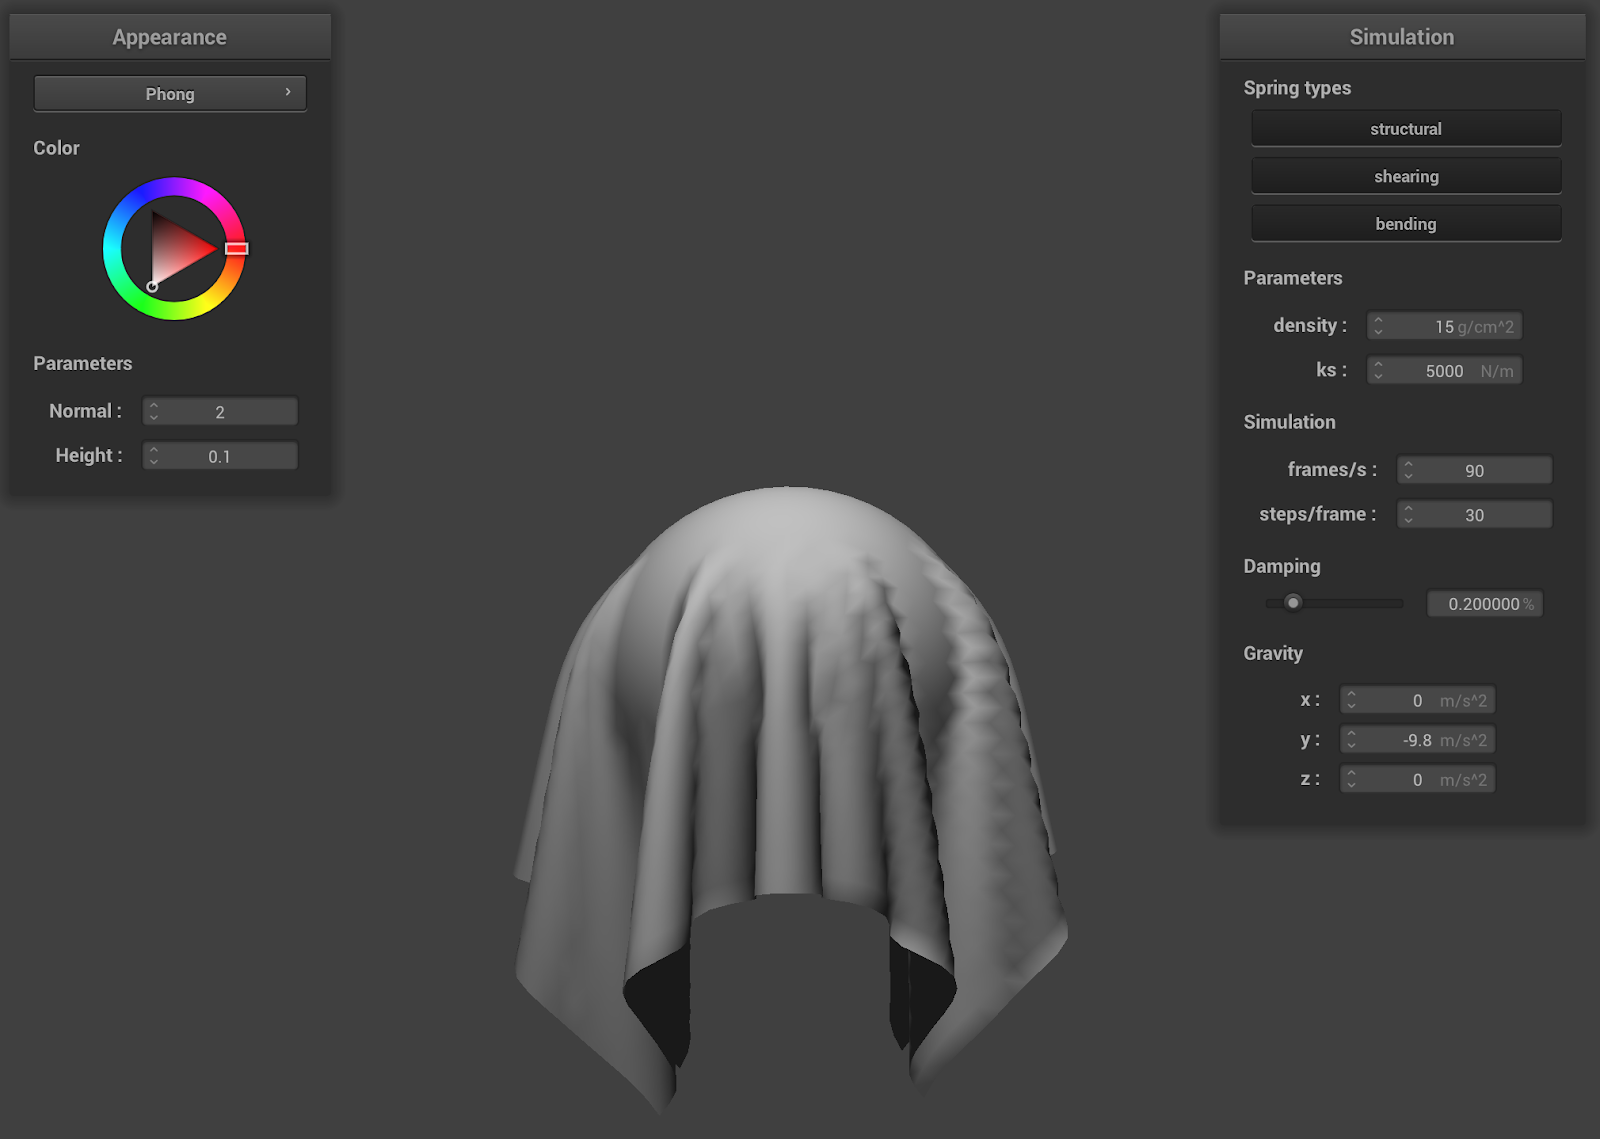 Appearance
Phong
Color
Parameters
Normal : 2
Height : 0.1
Simulation
Spring types
structural
shearing
bending
Parameters
density : 15 g/cm^2
ks : 5000 N/m
Simulation
frames/s : 90
steps/frame : 30
Damping
0.200000 %
Gravity
x : 0 m/s^2
y : -9.8 m/s^2
z : 0 m/s^2